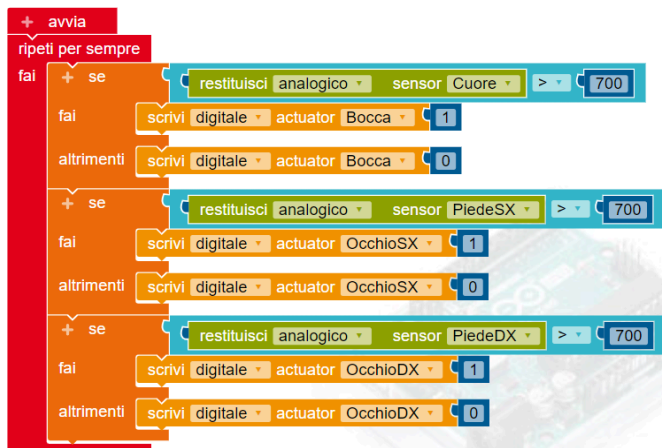 + avvia
ripeti per sempre
fai + se restituisci analogico sensor Cuore > 700
fai scrivi digitale actuator Bocca 1
altrimenti scrivi digitale actuator Bocca 0
+ se restituisci analogico sensor PiedeSX > 700
fai scrivi digitale actuator OcchioSX 1
altrimenti scrivi digitale actuator OcchioSX 0
+ se restituisci analogico sensor PiedeDX > 700
fai scrivi digitale actuator OcchioDX 1
altrimenti scrivi digitale actuator OcchioDX 0